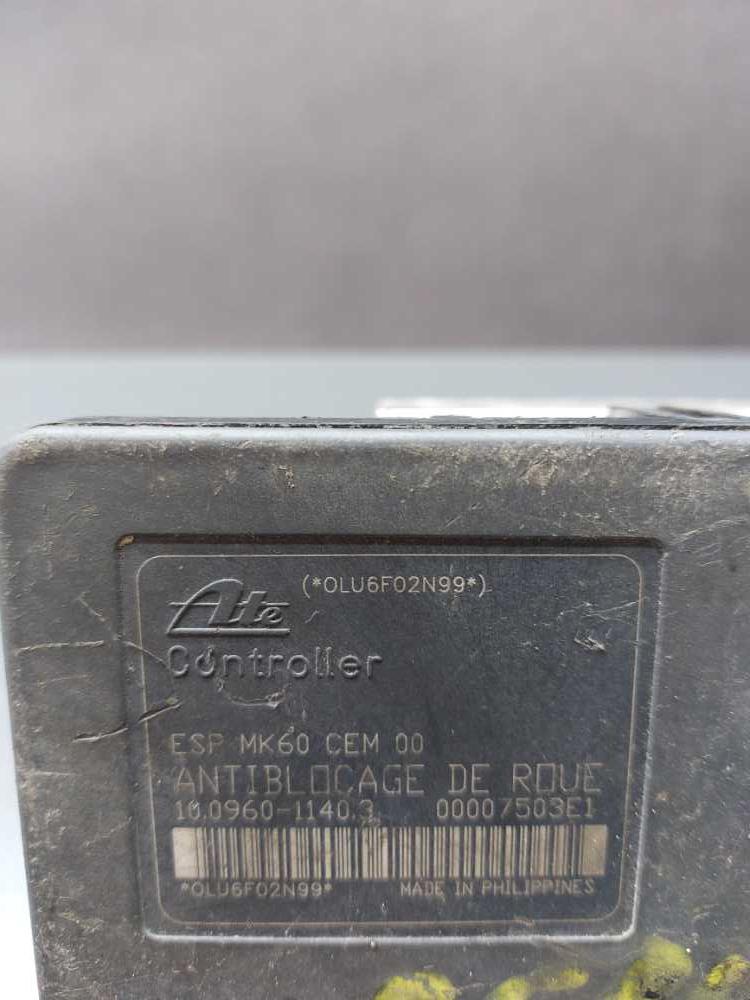 (*OLU6F02N99*)
Ate
Controller
ESP MK60 CEM 00
ANTIBLOCAGE DE ROUE
10.0960-1140.3 00007503E1
*OLU6F02N99* MADE IN PHILIPPINES